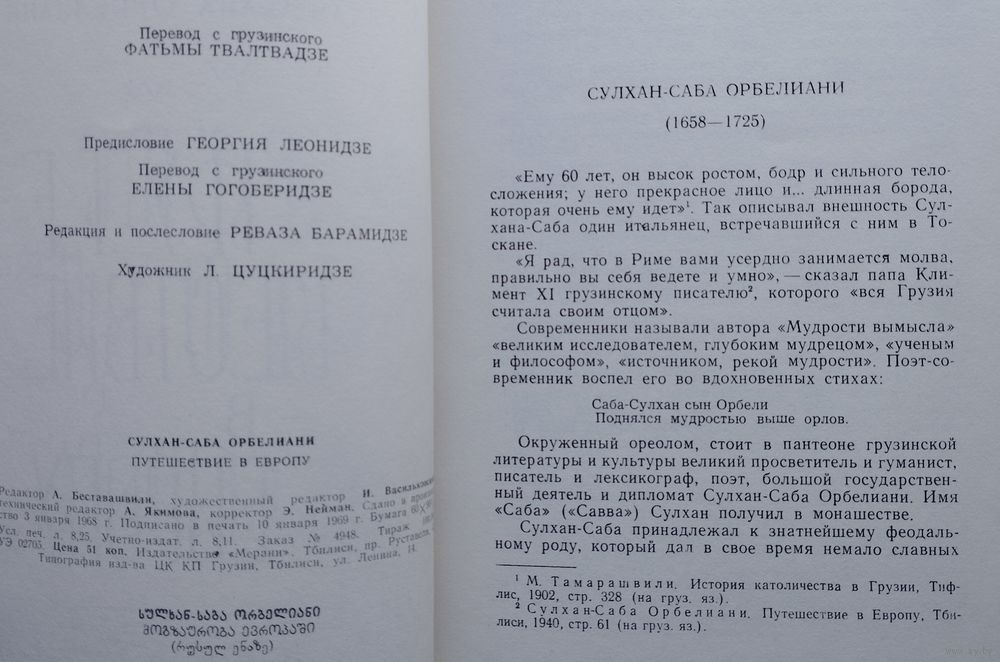 Перевод с грузинского
ФАТЬМЫ ТВАЛТВАДЗЕ
Предисловие ГЕОРГИЯ ЛЕОНИДЗЕ
Перевод с грузинского
ЕЛЕНЫ ГОГОБЕРИДЗЕ
Редакция и послесловие РЕВАЗА БАРАМИДЗЕ
Художник Л. ЦУЦКИРИДЗЕ
СУЛХАН-САБА ОРБЕЛИАНИ
ПУТЕШЕСТВИЕ В ЕВРОПУ
Редактор А. Беставашвили, художественный редактор И.
технический редактор А. Якимова, корректор Э. Нейман. Сдано в
ство 3 января 1968 г. Подписано в печать 10 января 1969 г. Бумага
Усл. печ. л. 8,25. Учетно-издат. л. 8,11. Заказ № 4948. Тираж
УЭ 02705. Цена 51 коп. Издательство «Мерани». Тбилиси, пр. Руставели,
Типография изд-ва ЦК КП Грузии, Тбилиси, ул. Ленина,
სულხან-საბა ორბელიანი
მოგზაურობა ევროპაში
(რუსულ ენაზე)
СУЛХАН-САБА ОРБЕЛИАНИ
(1658—1725)
«Ему 60 лет, он высок ростом, бодр и сильного тело-
сложения; у него прекрасное лицо и... длинная борода,
которая очень ему идет»¹. Так описывал внешность Сул-
хана-Саба один итальянец, встречавшийся с ним в То-
скане.
«Я рад, что в Риме вами усердно занимается молва,
правильно вы себя ведете и умно», — сказал папа Кли-
мент XI грузинскому писателю², которого «вся Грузия
считала своим отцом».
Современники называли автора «Мудрости вымысла»
«великим исследователем, глубоким мудрецом», «ученым
и философом», «источником, рекой мудрости». Поэт-со-
временник воспел его во вдохновенных стихах:
Саба-Сулхан сын Орбели
Поднялся мудростью выше орлов.
Окруженный ореолом, стоит в пантеоне грузинской
литературы и культуры великий просветитель и гуманист,
писатель и лексикограф, поэт, большой государствен-
ный деятель и дипломат Сулхан-Саба Орбелиани. Имя
«Саба» («Савва») Сулхан получил в монашестве.
Сулхан-Саба принадлежал к знатнейшему феодаль-
ному роду, который дал в свое время немало славных
¹ М. Тамарашвили. История католичества в Грузии, Тиф-
лис, 1902, стр. 328 (на груз. яз.).
² Сулхан-Саба Орбелиани. Путешествие в Европу, Тби-
лиси, 1940, стр. 61 (на груз. яз.).